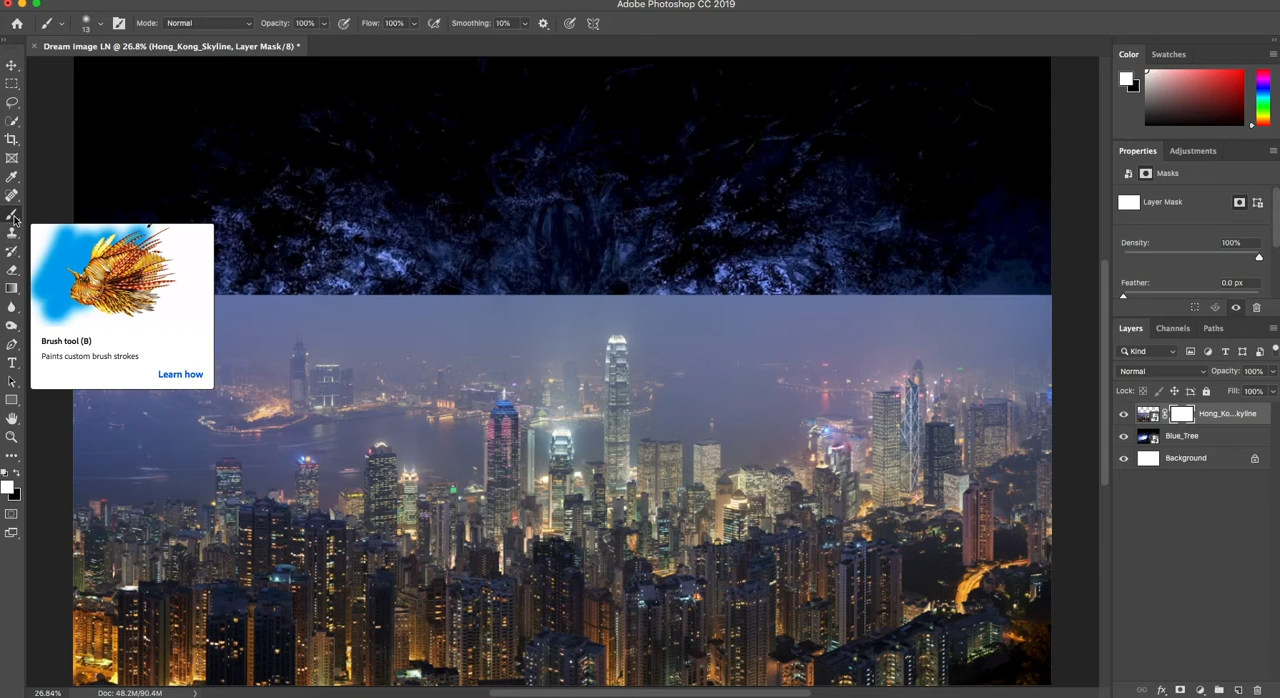 Adobe Photoshop CC 2019
13
Mode: Normal
Opacity: 100%
Flow: 100%
Smoothing: 10%
Dream Image LN @ 26.8% (Hong_Kong_Skyline, Layer Mask/8) *
Color
Swatches
Properties
Adjustments
Masks
Layer Mask
Density: 100%
Feather: 0.0 px
Brush tool (B)
Paints custom brush strokes
Learn how
Layers
Channels
Paths
Kind
Normal
Opacity: 100%
Lock:
Fill: 100%
Hong_Ko...kyline
Blue_Tree
Background
26.84%
Doc: 48.2M/90.4M